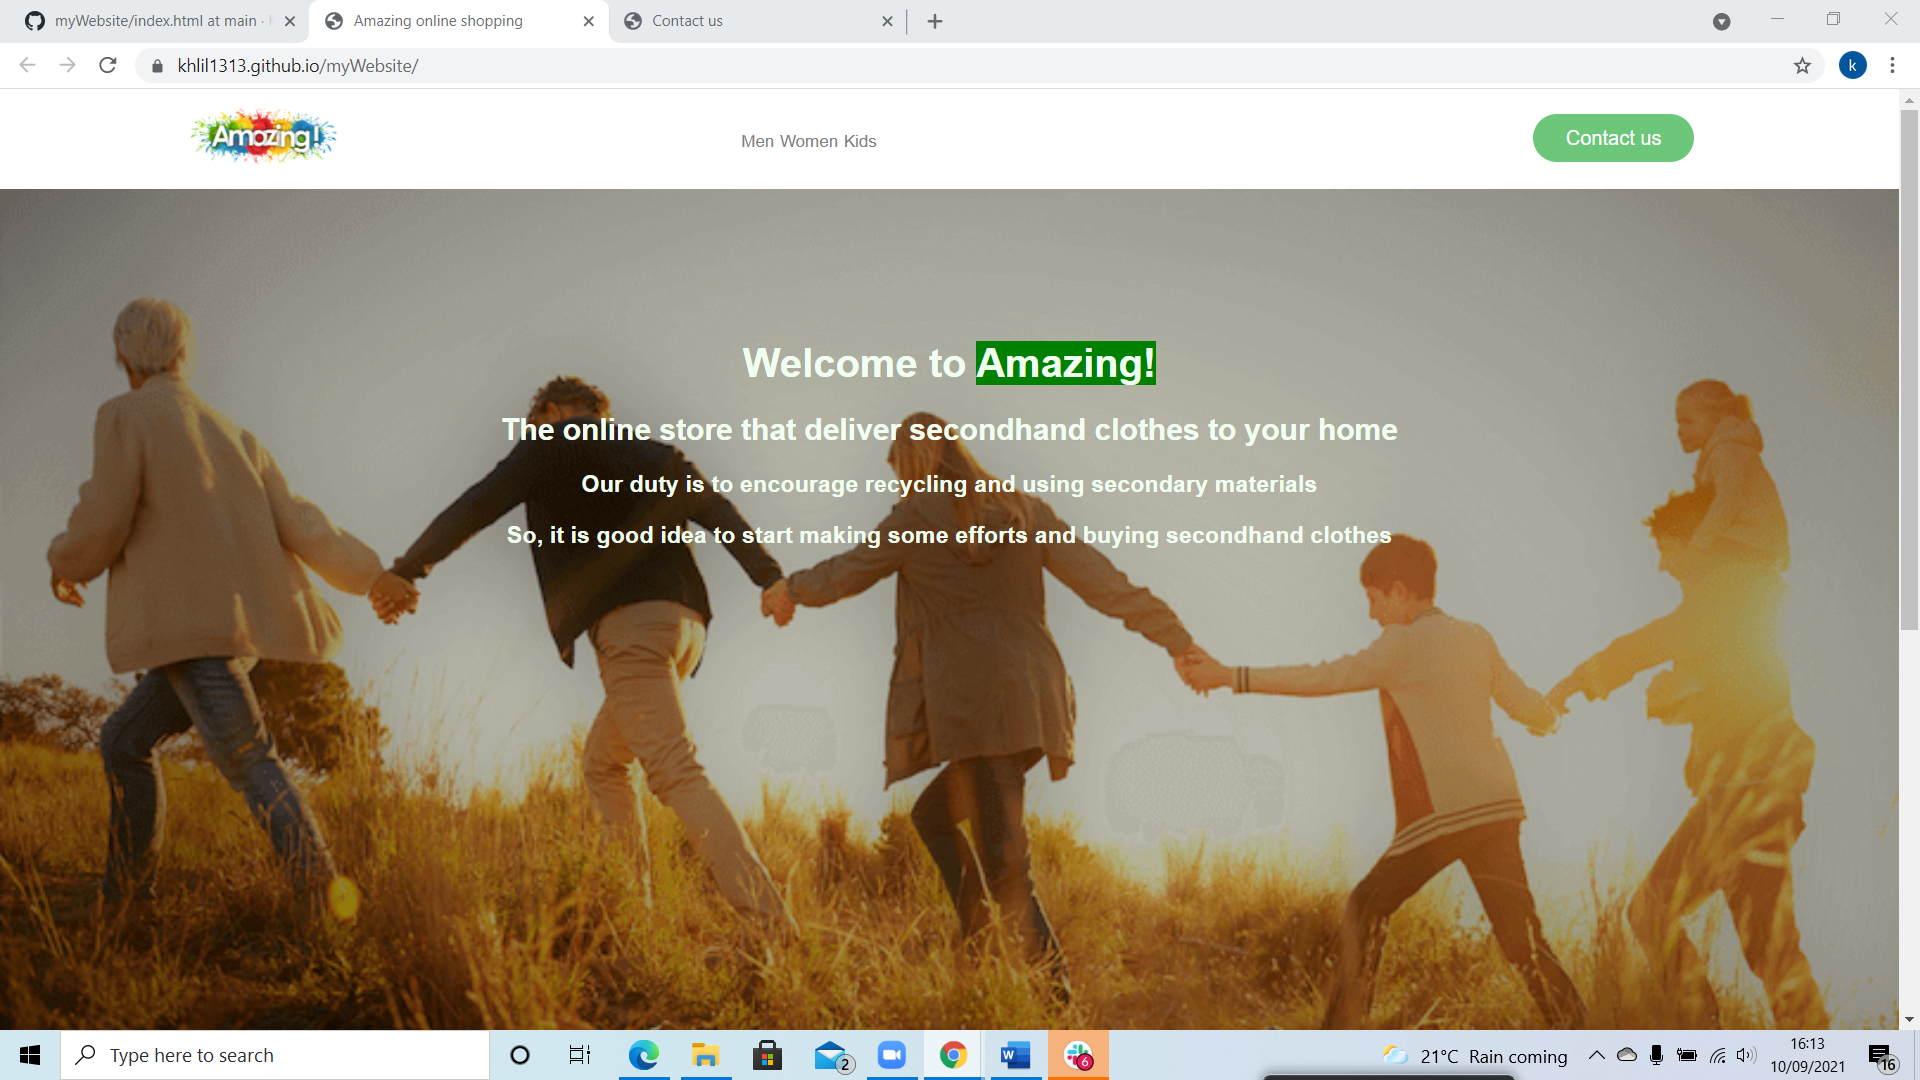 myWebsite/index.html at main ·
Amazing online shopping
Contact us
khlil1313.github.io/myWebsite/
k
Amazing!
Men Women Kids
Contact us
Welcome to Amazing!
The online store that deliver secondhand clothes to your home
Our duty is to encourage recycling and using secondary materials
So, it is good idea to start making some efforts and buying secondhand clothes
Type here to search
2
W
6
21°C Rain coming
16:13
10/09/2021
16